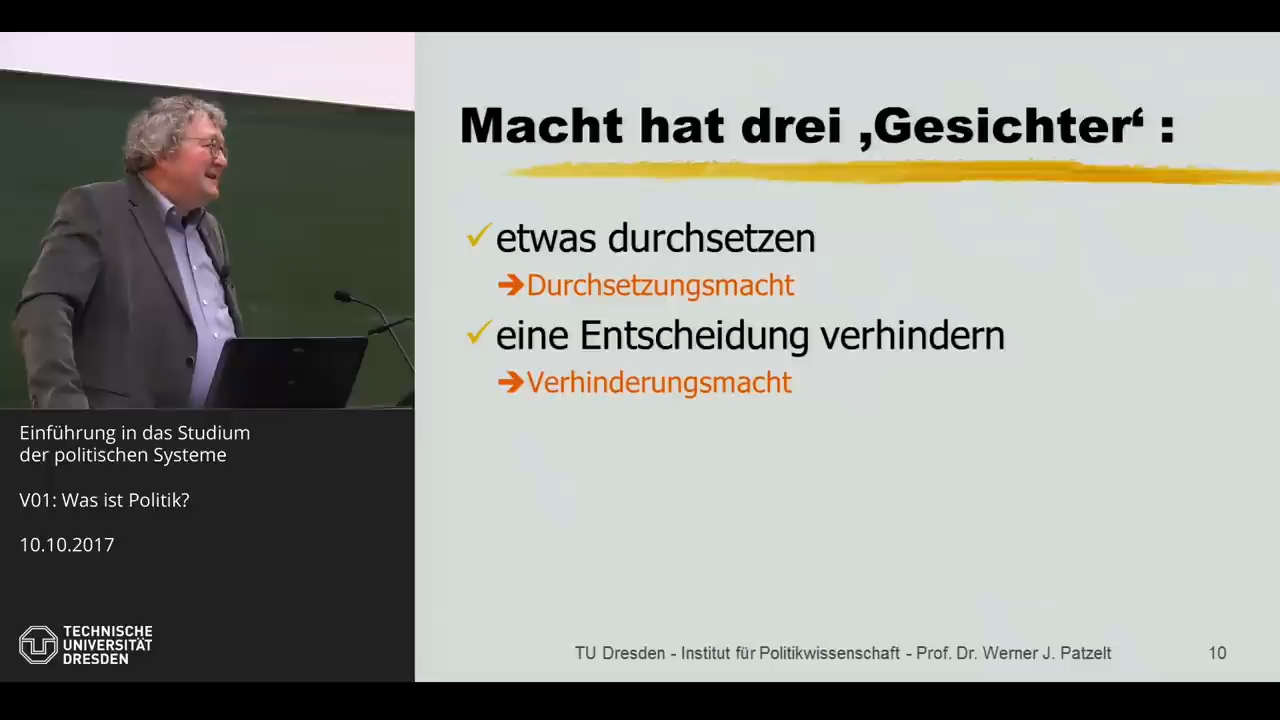 Macht hat drei ‚Gesichter‘ :
✓etwas durchsetzen
➔Durchsetzungsmacht
✓eine Entscheidung verhindern
➔Verhinderungsmacht
TU Dresden - Institut für Politikwissenschaft - Prof. Dr. Werner J. Patzelt
10
Einführung in das Studium
der politischen Systeme
V01: Was ist Politik?
10.10.2017
TECHNISCHE
UNIVERSITÄT
DRESDEN